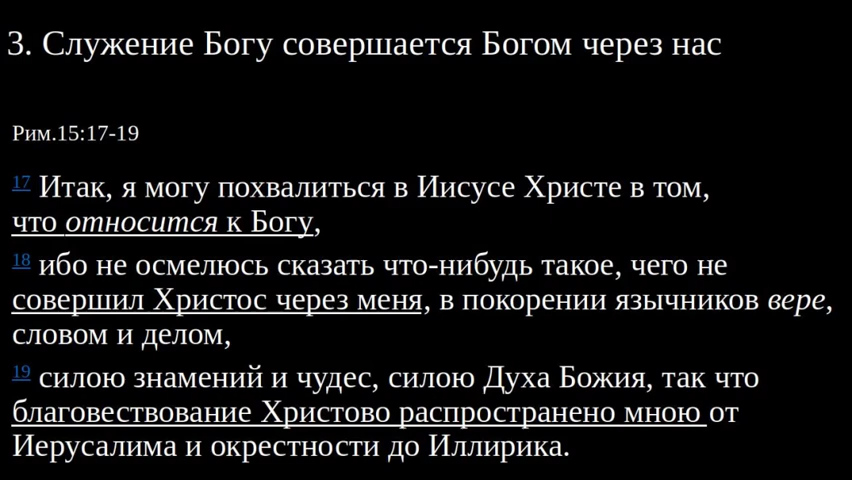 3. Служение Богу совершается Богом через нас
Рим.15:17-19
17 Итак, я могу похвалиться в Иисусе Христе в том,
что относится к Богу,
18 ибо не осмелюсь сказать что-нибудь такое, чего не
совершил Христос через меня, в покорении язычников вере,
словом и делом,
19 силою знамений и чудес, силою Духа Божия, так что
благовествование Христово распространено мною от
Иерусалима и окрестности до Иллирика.